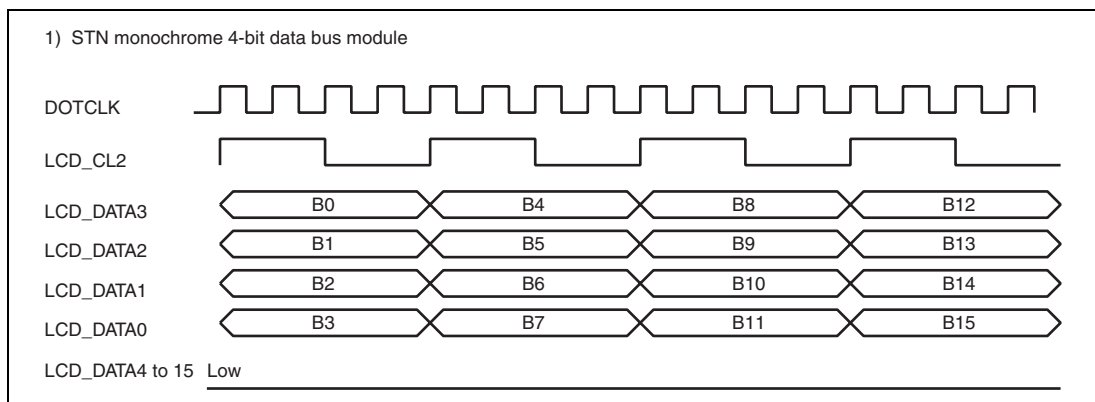 1) STN monochrome 4-bit data bus module
DOTCLK
LCD_CL2
LCD_DATA3 B0 B4 B8 B12
LCD_DATA2 B1 B5 B9 B13
LCD_DATA1 B2 B6 B10 B14
LCD_DATA0 B3 B7 B11 B15
LCD_DATA4 to 15 Low